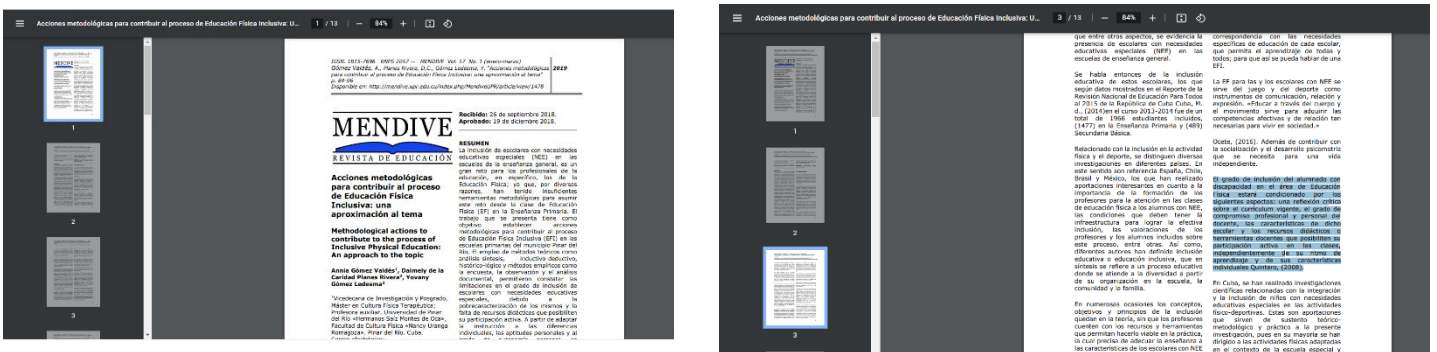 Acciones metodológicas para contribuir al proceso de Educación Física Inclusiva: U...
1 / 13
84%
1
2
3
ISSN. 1815-7696 RNPS 2057 -- MENDIVE Vol. 17 No. 1 (enero-marzo)
Gómez Valdés, A., Planes Rivera, D.C., Gómez Ledesma, Y. "Acciones metodológicas 2019
para contribuir al proceso de Educación Física Inclusiva: una aproximación al tema"
p. 84-96
Disponible en: http://mendive.upr.edu.cu/index.php/MendiveUPR/article/view/1478
MENDIVE
REVISTA DE EDUCACIÓN
Acciones metodológicas
para contribuir al proceso
de Educación Física
Inclusiva: una
aproximación al tema
Methodological actions to
contribute to the process of
Inclusive Physical Education:
An approach to the topic
Annia Gómez Valdés¹, Daimely de la
Caridad Planes Rivera², Yovany
Gómez Ledesma³
¹Vicedecana de Investigación y Posgrado,
Máster en Cultura Física Terapéutica;
Profesora auxiliar. Universidad de Pinar
del Río «Hermanos Saíz Montes de Oca»,
Facultad de Cultura Física «Nancy Uranga
Romagoza». Pinar del Río. Cuba.
Recibido: 26 de septiembre 2018.
Aprobado: 19 de diciembre 2018.
RESUMEN
La inclusión de escolares con necesidades
educativas especiales (NEE) en las
escuelas de la enseñanza general, es un
gran reto para los profesionales de la
educación, en específico, los de la
Educación Física; ya que, por diversas
razones, han tenido insuficientes
herramientas metodológicas para asumir
este reto desde la clase de Educación
Física (EF) en la Enseñanza Primaria. El
trabajo que se presenta tiene como
objetivo establecer acciones
metodológicas para contribuir al proceso
de Educación Física Inclusiva (EFI) en las
escuelas primarias del municipio Pinar del
Río. El empleo de métodos teóricos como
análisis síntesis, inductivo deductivo,
histórico-lógico y métodos empíricos como
la encuesta, la observación y el análisis
documental, permitieron constatar las
limitaciones en el grado de inclusión de
escolares con necesidades educativas
especiales, debido a la
pobrecaracterización de los mismos y la
falta de recursos didácticos que posibiliten
su participación activa. A partir de adaptar
la instrucción a las diferencias
individuales, las aptitudes personales y al
Acciones metodológicas para contribuir al proceso de Educación Física Inclusiva: U...
3 / 13
84%
1
2
3
que entre otros aspectos, se evidencia la
presencia de escolares con necesidades
educativas especiales (NEE) en las
escuelas de enseñanza general.
Se habla entonces de la inclusión
educativa de estos escolares, los que
según datos mostrados en el Reporte de la
Revisión Nacional de Educación Para Todos
al 2015 de la República de Cuba Cuba, M.
d., (2014)en el curso 2013-2014 fue de un
total de 1966 estudiantes incluidos,
(1477) en la Enseñanza Primaria y (489)
Secundaria Básica.
Relacionado con la inclusión en la actividad
física y el deporte, se distinguen diversas
investigaciones en diferentes países. En
este sentido son referencia España, Chile,
Brasil y México, los que han realizado
aportaciones interesantes en cuanto a la
importancia de la formación de los
profesores para la atención en las clases
de educación física a los alumnos con NEE,
las condiciones que deben tener la
infraestructura para lograr la efectiva
inclusión, las valoraciones de los
profesores y los alumnos incluidos sobre
este proceso, entre otras. Así como,
diferentes autores han definido inclusión
educativa o educación inclusiva, que en
síntesis se refiere a un proceso educativo
donde se atiende a la diversidad a partir
de su organización en la escuela, la
comunidad y la familia.
En numerosas ocasiones los conceptos,
objetivos y principios de la inclusión
quedan en la teoría, sin que los profesores
cuenten con los recursos y herramientas
que permitan hacerlo viable en la práctica,
la cual precisa de adecuar la enseñanza a
las características de los escolares con NEE
correspondencia con las necesidades
específicas de educación de cada escolar,
que permita el aprendizaje de todas y
todos; para que así se pueda hablar de una
EFI.
La EF para las y los escolares con NEE se
sirve del juego y del deporte como
instrumentos de comunicación, relación y
expresión. «Educar a través del cuerpo y
el movimiento sirve para adquirir las
competencias afectivas y de relación tan
necesarias para vivir en sociedad.»
Ocete, (2016). Además de contribuir con
la socialización y el desarrollo psicomotriz
que se necesita para una vida
independiente.
El grado de inclusión del alumnado con
discapacidad en el área de Educación
Física estará condicionado por los
siguientes aspectos: una reflexión crítica
sobre el currículum vigente, el grado de
compromiso profesional y personal del
docente, las características de dicho
escolar y los recursos didácticos o
herramientas docentes que posibiliten su
participación activa en las clases,
independientemente de su ritmo de
aprendizaje y de sus características
individuales Quintero, (2008).
En Cuba, se han realizado investigaciones
científicas relacionadas con la integración
y la inclusión de niños con necesidades
educativas especiales en las actividades
físico-deportivas. Estas son aportaciones
que sirven de sustento teórico-
metodológico y práctico a la presente
investigación, pues en su mayoría se han
dirigido a las actividades físicas adaptadas
en el contexto de la escuela especial y